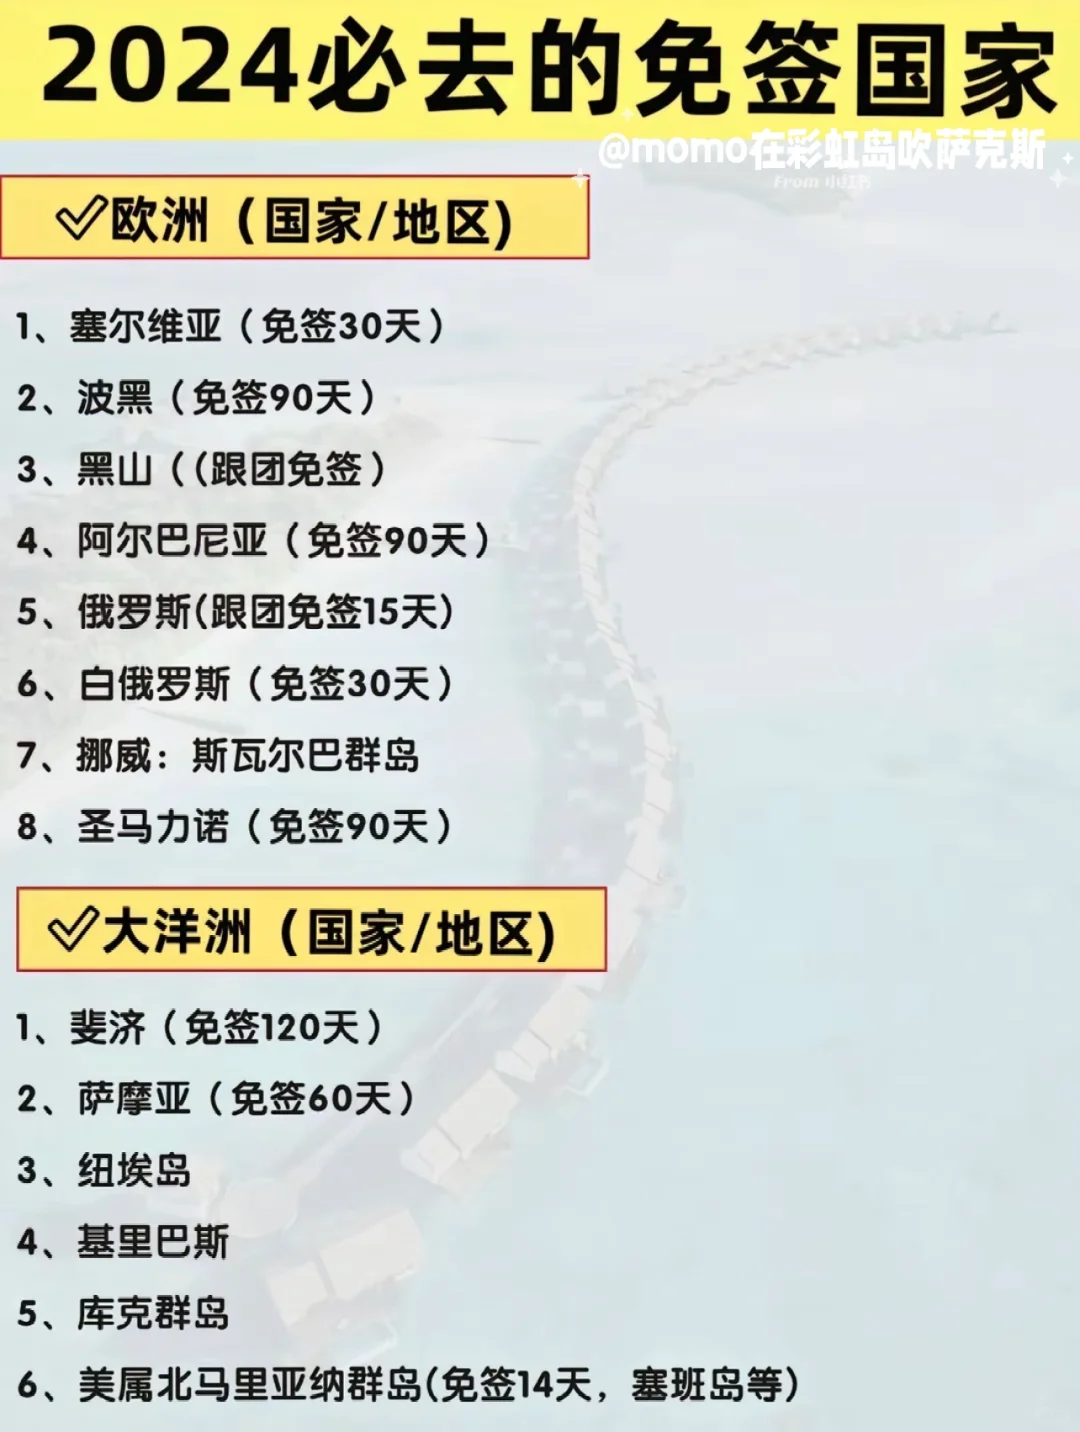 2024必去的免签国家
@momo在彩虹岛吹萨克斯
From 小红书
欧洲（国家/地区)
1、塞尔维亚（免签30天）
2、波黑（免签90天）
3、黑山（(跟团免签）
4、阿尔巴尼亚（免签90天）
5、俄罗斯(跟团免签15天)
6、白俄罗斯（免签30天）
7、挪威：斯瓦尔巴群岛
8、圣马力诺（免签90天）
大洋洲（国家/地区)
1、斐济（免签120天）
2、萨摩亚（免签60天）
3、纽埃岛
4、基里巴斯
5、库克群岛
6、美属北马里亚纳群岛(免签14天，塞班岛等)